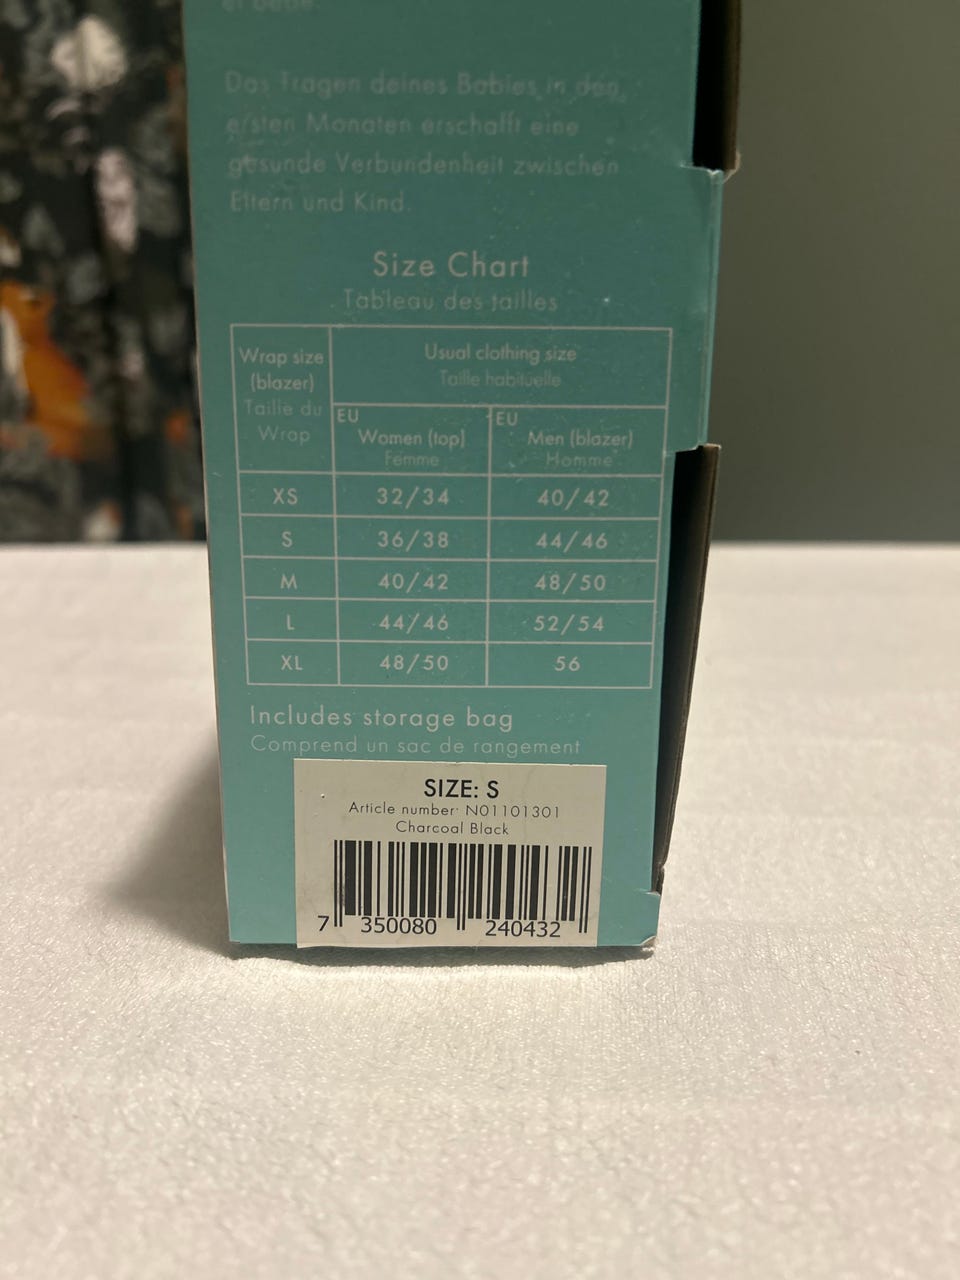 et bébé.
Das Tragen deines Babies in den
ersten Monaten erschafft eine
gesunde Verbundenheit zwischen
Eltern und Kind.
Size Chart
Tableau des tailles
Wrap size
(blazer)
Taille du
Wrap
Usual clothing size
Taille habituelle
EU
Women (top)
Femme
EU
Men (blazer)
Homme
XS 32/34 40/42
S 36/38 44/46
M 40/42 48/50
L 44/46 52/54
XL 48/50 56
Includes storage bag
Comprend un sac de rangement
SIZE: S
Article number: N01101301
Charcoal Black
7 350080 240432